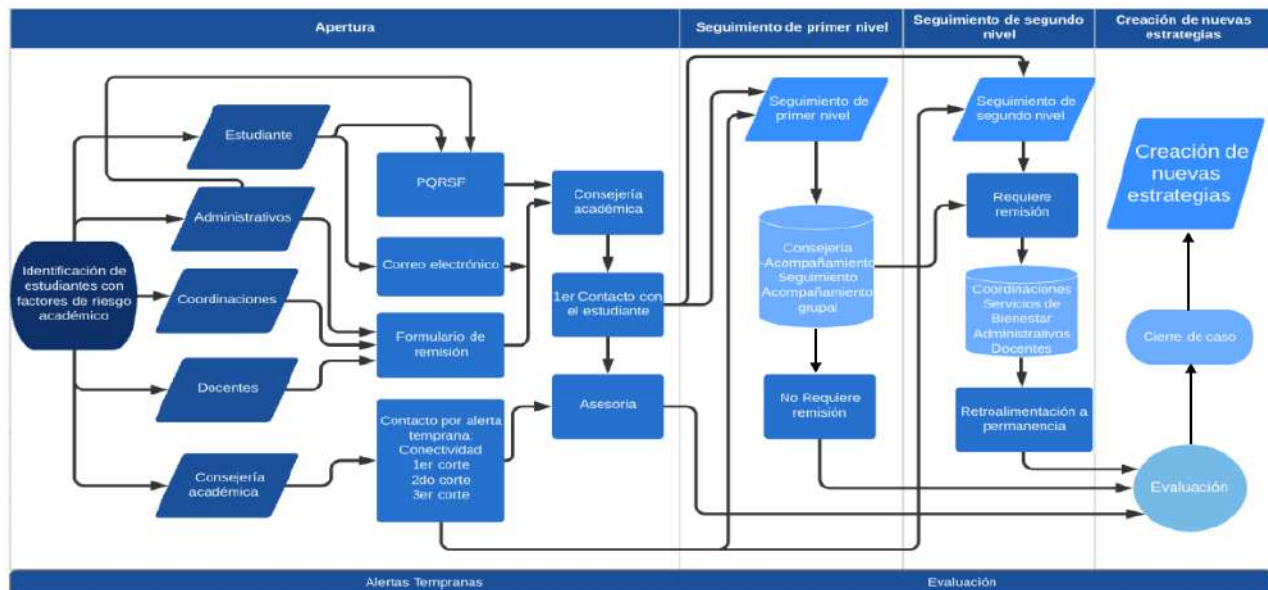 Apertura
Seguimiento de primer nivel
Seguimiento de segundo
nivel
Creación de nuevas
estrategias
Estudiante
Administrativos
Identificación de
estudiantes con
factores de riesgo
académico
Coordinaciones
Docentes
Consejería
académica
PQRSF
Correo electrónico
Formulario de
remisión
Contacto por alerta
temprana:
Conectividad
1er corte
2do corte
3er corte
Consejería
académica
1er Contacto con
el estudiante
Asesoría
Seguimiento de
primer nivel
Consejería
-Acompañamiento
Seguimiento
Acompañamiento
grupal
No Requiere
remisión
Seguimiento de
segundo nivel
Requiere
remisión
Coordinaciones
Servicios de
Bienestar
Administrativos
Docentes
Retroalimentación a
permanencia
Creación de
nuevas
estrategias
Cierre de caso
Evaluación
Alertas Tempranas
Evaluación